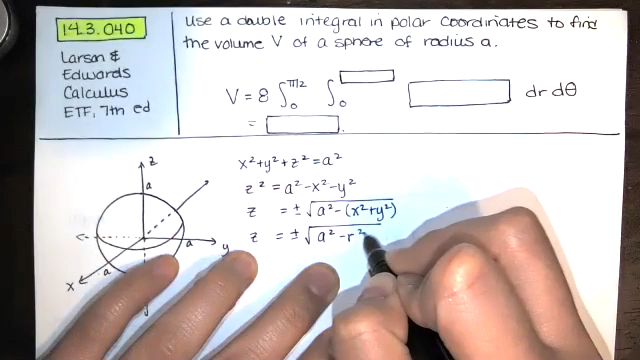 14.3.040
Larson &
Edwards
Calculus
ETF, 7th ed
Use a double integral in polar coordinates to find
the volume V of a sphere of radius a.
V = 8 ∫₀^π/2 ∫₀ dr dθ
= .
z
a
a
y
a
x
x²+y²+z²=a²
z² = a²-x²-y²
z = ±√a²-(x²+y²)
z = ±√a²-r²